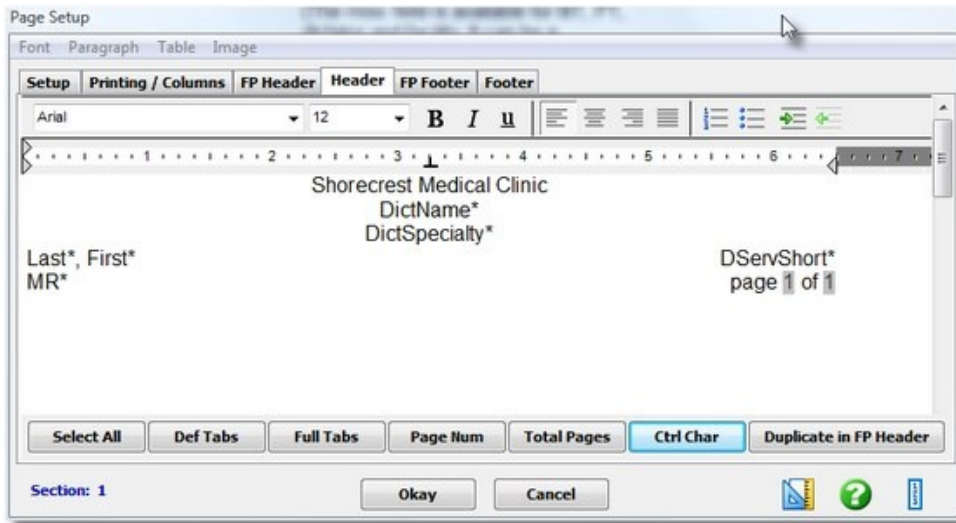 Page Setup
Font Paragraph Table Image
Setup Printing / Columns FP Header Header FP Footer Footer
Arial 12 B I u
1 2 3 4 5 6 7
Shorecrest Medical Clinic
DictName*
DictSpecialty*
Last*, First* DServShort*
MR* page 1 of 1
Select All Def Tabs Full Tabs Page Num Total Pages Ctrl Char Duplicate in FP Header
Section: 1 Okay Cancel